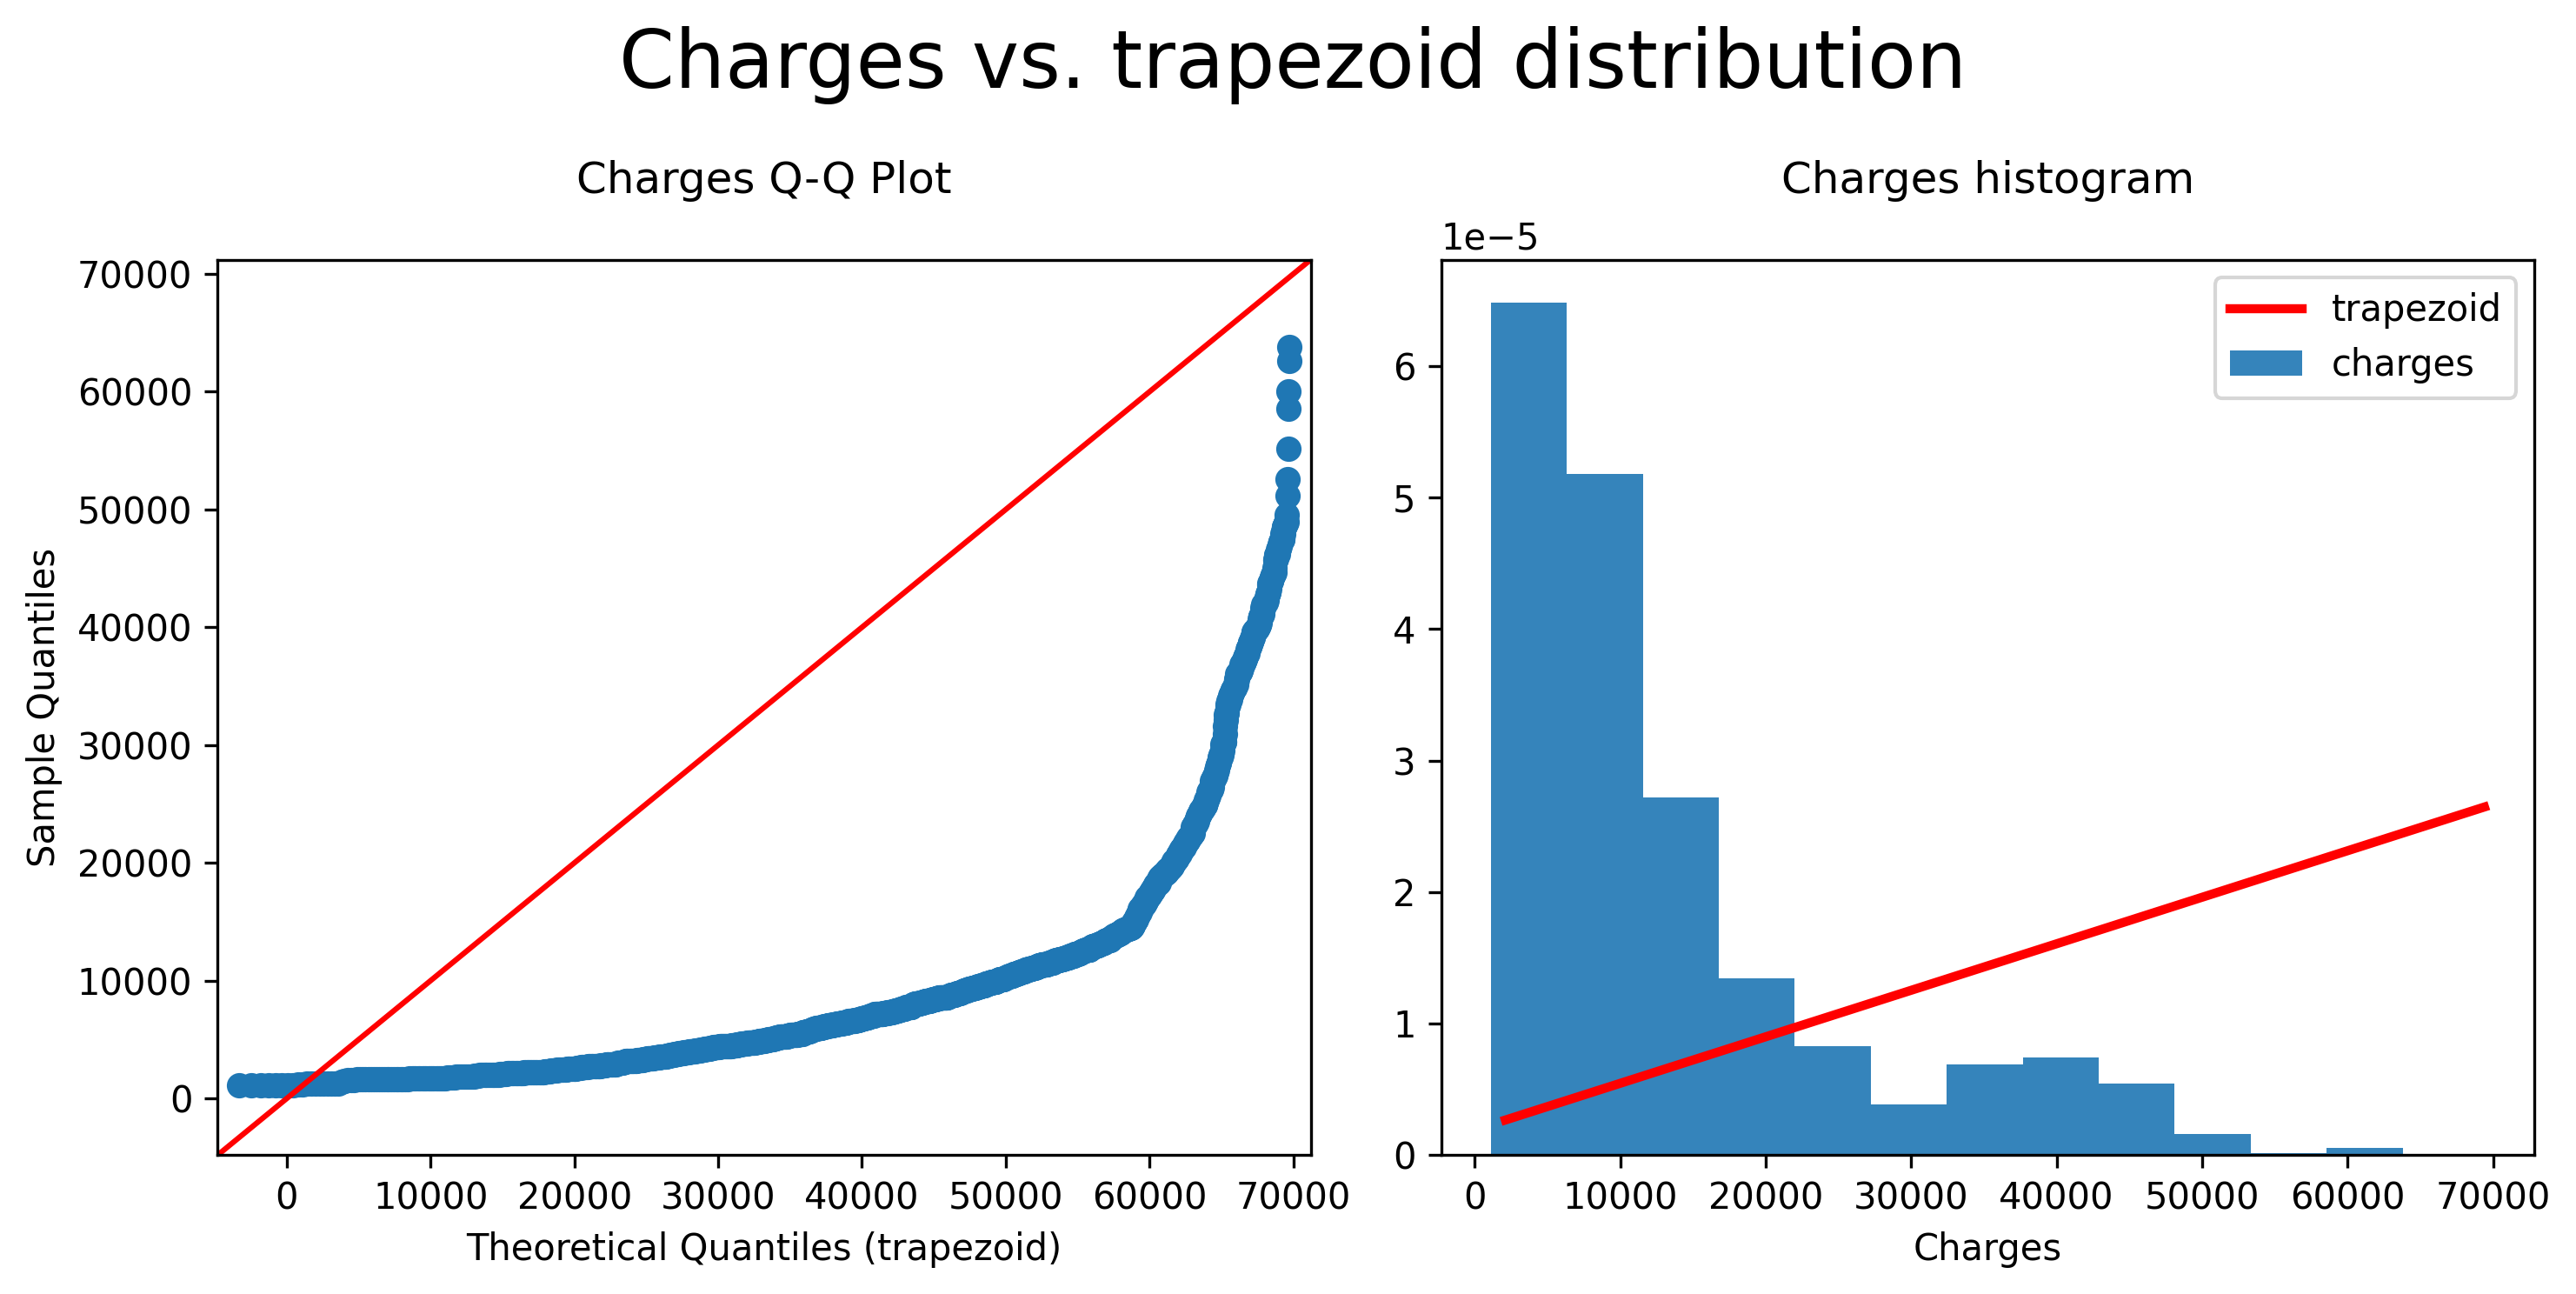 Charges vs. trapezoid distribution
Charges Q-Q Plot
70000
60000
50000
40000
30000
20000
10000
0
Sample Quantiles
0 10000 20000 30000 40000 50000 60000 70000
Theoretical Quantiles (trapezoid)
Charges histogram
1e−5
trapezoid
charges
6
5
4
3
2
1
0
0 10000 20000 30000 40000 50000 60000 70000
Charges